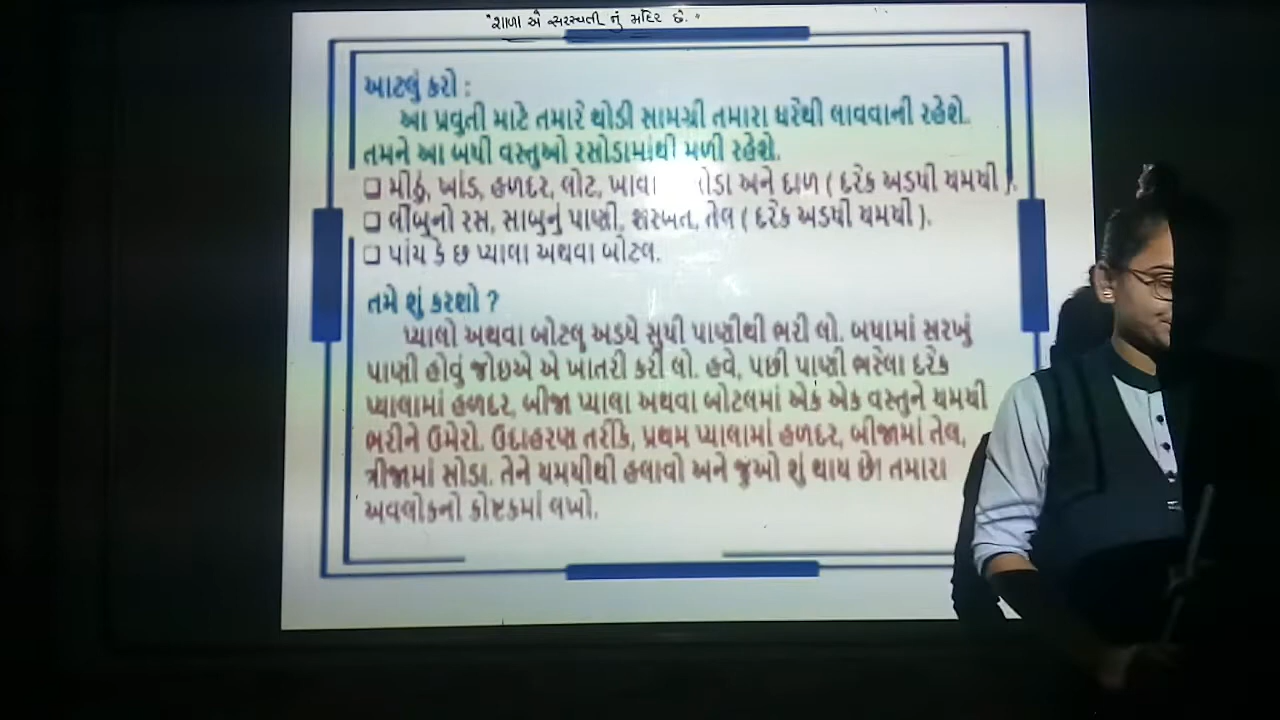 "શાળા એ સરસ્વતી નું મંદિર છે."
આટલું કરો :
આ પ્રવુતી માટે તમારે થોડી સામગ્રી તમારા ઘરેથી લાવવાની રહેશે.
તમને આ બધી વસ્તુઓ રસોડામાંથી મળી રહેશે.
❑ મીઠું, ખાંડ, હળદર, લોટ, અને દાળ ( દરેક અડધી ચમચી ).
❑ લીંબુનો રસ, સાબુનું પાણી, શરબત, તેલ ( દરેક અડધી ચમચી ).
❑ પાંચ કે છ પ્યાલા અથવા બોટલ.
તમે શું કરશો ?
પ્યાલો અથવા બોટલ અડધે સુધી પાણીથી ભરી લો. બધામાં સરખું
પાણી હોવું જોઇએ એ ખાતરી કરી લો. હવે, પછી પાણી ભરેલા દરેક
પ્યાલામાં હળદર, બીજા પ્યાલા અથવા બોટલમાં એક એક વસ્તુને ચમચી
ભરીને ઉમેરો. ઉદાહરણ તરીકે, પ્રથમ પ્યાલામાં હળદર, બીજામાં તેલ,
ત્રીજામાં સોડા. તેને ચમચીથી હલાવો અને જુઓ શું થાય છે! તમારા
અવલોકનો કોષ્ટકમાં લખો.